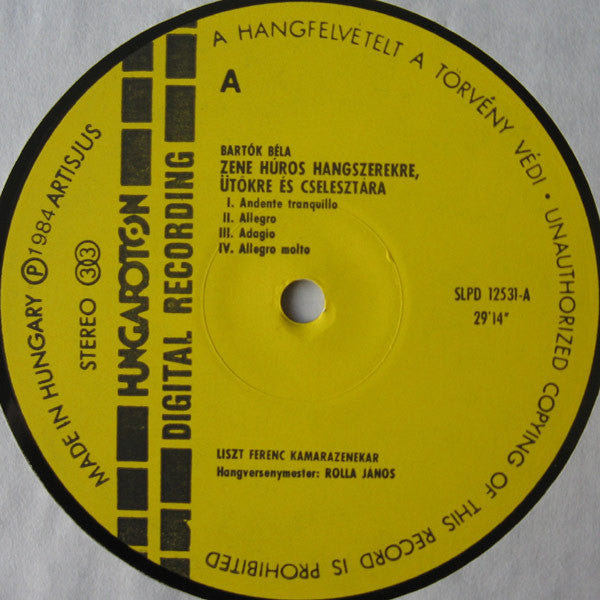 A HANGFELVÉTELT A TÖRVÉNY VÉDI · UNAUTHORIZED COPYING OF THIS RECORD IS PROHIBITED
A
BARTÓK BÉLA
ZENE HÚROS HANGSZEREKRE,
ÜTŐKRE ÉS CSELESZTÁRA
I. Andente tranquillo
II. Allegro
III. Adagio
IV. Allegro molto
SLPD 12531-A
29'14"
LISZT FERENC KAMARAZENEKAR
Hangversenymester: ROLLA JÁNOS
MADE IN HUNGARY Ⓟ 1984 ARTISJUS
STEREO 33
HUNGAROTON
DIGITAL RECORDING